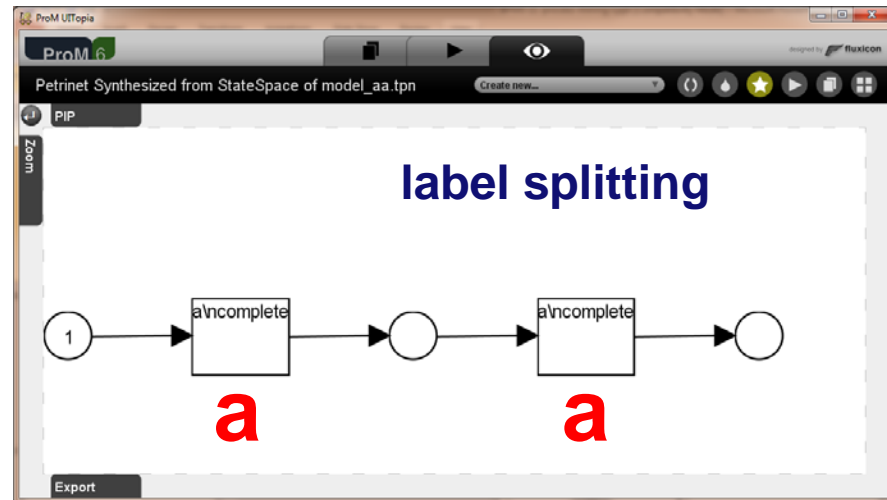 ProM UITopia
ProM 6
designed by fluxicon
Petrinet Synthesized from StateSpace of model_aa.tpn
Create new...
PIP
Zoom
label splitting
a\ncomplete
a\ncomplete
1
a
a
Export